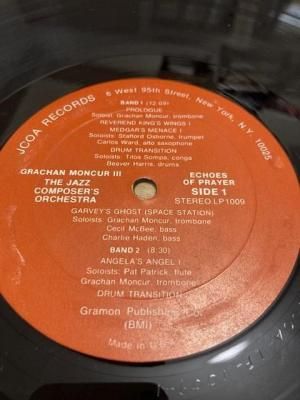 JCOA RECORDS 6 West 95th Street, New York, N.Y. 10025
BAND 1 (12:09)
PROLOGUE
Soloist: Grachan Moncur, trombone
REVEREND KING'S WINGS I
MEDGAR'S MENACE I
Soloists: Stafford Osborne, trumpet
Carlos Ward, alto saxophone
DRUM TRANSITION
Soloists: Titos Sompa, conga
Beaver Harris, drums
GRACHAN MONCUR III
THE JAZZ
COMPOSER'S
ORCHESTRA
ECHOES
OF PRAYER
SIDE 1
STEREO LP1009
GARVEY'S GHOST (SPACE STATION)
Soloists: Grachan Moncur, trombone
Cecil McBee, bass
Charlie Haden, bass
BAND 2 (8:30)
ANGELA'S ANGEL I
Soloists: Pat Patrick, flute
Grachan Moncur, trombone
DRUM TRANSITION
Gramon Publishing Co.
(BMI)
Made in U